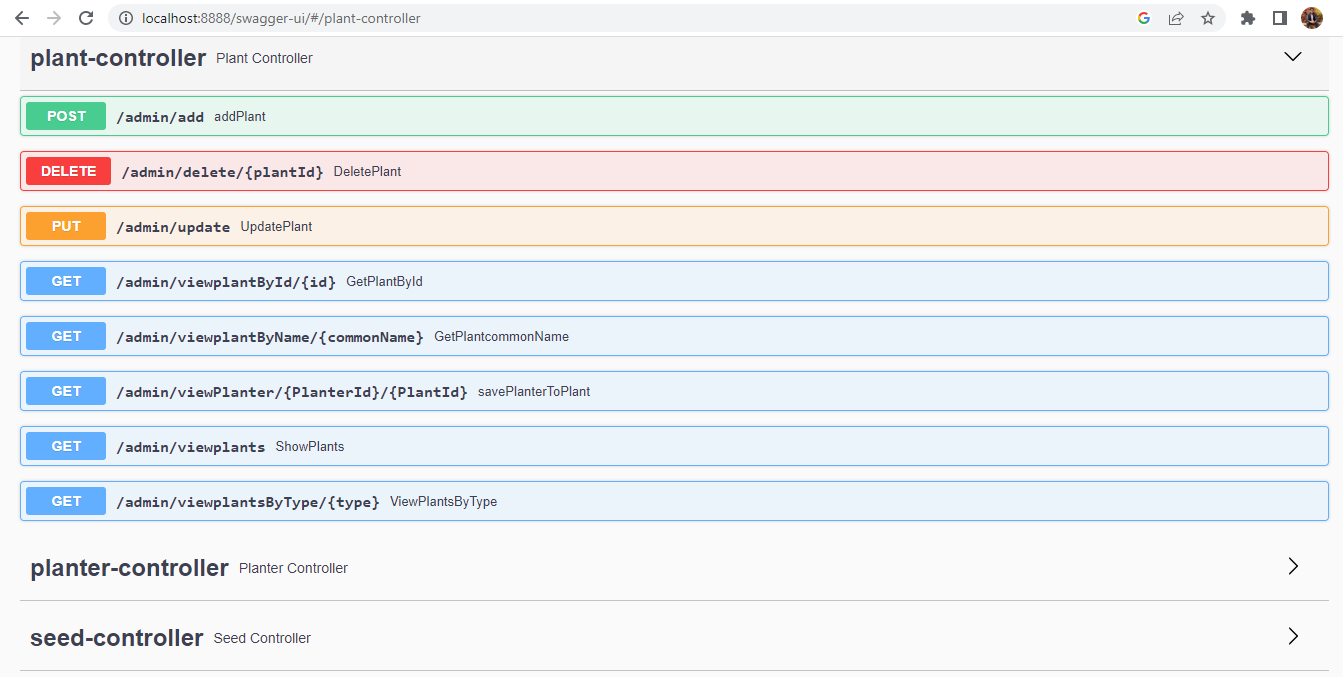 localhost:8888/swagger-ui/#/plant-controller
plant-controller Plant Controller
POST /admin/add addPlant
DELETE /admin/delete/{plantId} DeletePlant
PUT /admin/update UpdatePlant
GET /admin/viewplantById/{id} GetPlantById
GET /admin/viewplantByName/{commonName} GetPlantcommonName
GET /admin/viewPlanter/{PlanterId}/{PlantId} savePlanterToPlant
GET /admin/viewplants ShowPlants
GET /admin/viewplantsByType/{type} ViewPlantsByType
planter-controller Planter Controller
seed-controller Seed Controller